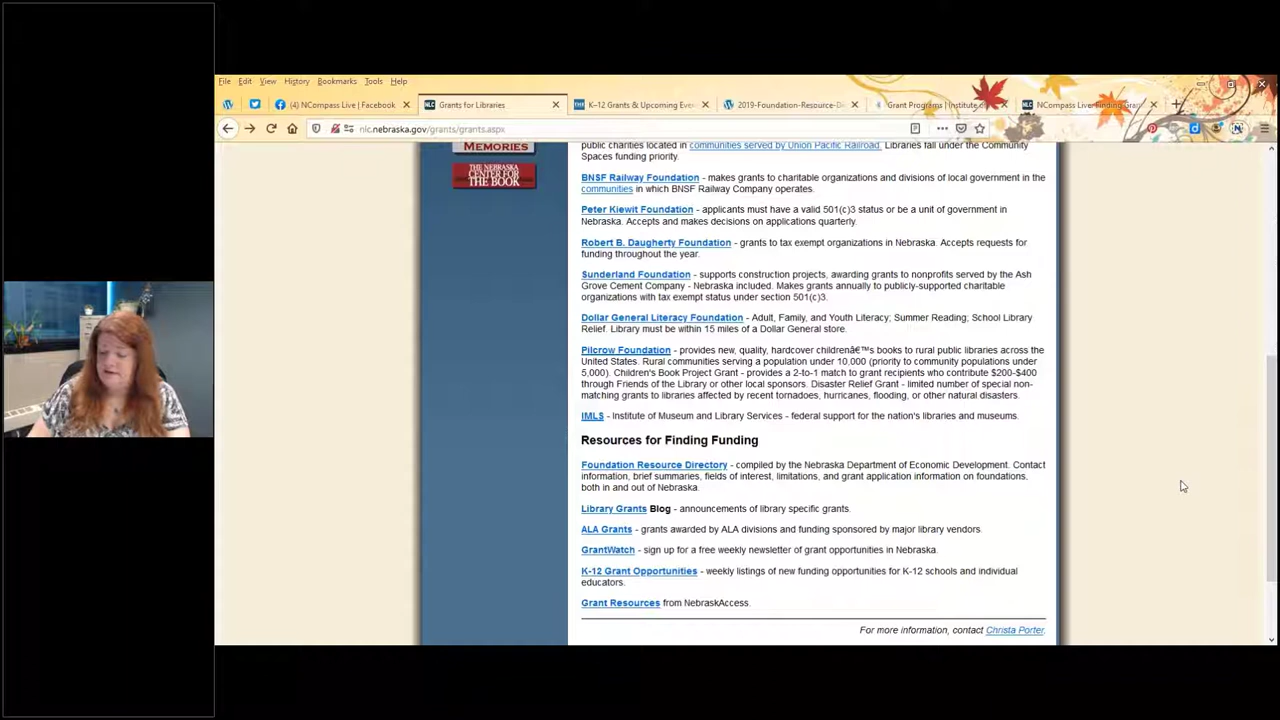 File Edit View History Bookmarks Tools Help
(4) NCompass Live | Facebook
Grants for Libraries
K-12 Grants & Upcoming Eve
2019-Foundation-Resource-D
Grant Programs | Institute o
NCompass Live: Finding Gran
nlc.nebraska.gov/grants/grants.aspx
MEMORIES
THE NEBRASKA
CENTER FOR
THE BOOK
public charities located in communities served by Union Pacific Railroad. Libraries fall under the Community
Spaces funding priority.
BNSF Railway Foundation - makes grants to charitable organizations and divisions of local government in the
communities in which BNSF Railway Company operates.
Peter Kiewit Foundation - applicants must have a valid 501(c)3 status or be a unit of government in
Nebraska. Accepts and makes decisions on applications quarterly.
Robert B. Daugherty Foundation - grants to tax exempt organizations in Nebraska. Accepts requests for
funding throughout the year.
Sunderland Foundation - supports construction projects, awarding grants to nonprofits served by the Ash
Grove Cement Company - Nebraska included. Makes grants annually to publicly-supported charitable
organizations with tax exempt status under section 501(c)3.
Dollar General Literacy Foundation - Adult, Family, and Youth Literacy; Summer Reading; School Library
Relief. Library must be within 15 miles of a Dollar General store.
Pilcrow Foundation - provides new, quality, hardcover childrenâ€™s books to rural public libraries across the
United States. Rural communities serving a population under 10,000 (priority to community populations under
5,000). Children's Book Project Grant - provides a 2-to-1 match to grant recipients who contribute $200-$400
through Friends of the Library or other local sponsors. Disaster Relief Grant - limited number of special non-
matching grants to libraries affected by recent tornadoes, hurricanes, flooding, or other natural disasters.
IMLS - Institute of Museum and Library Services - federal support for the nation's libraries and museums.
Resources for Finding Funding
Foundation Resource Directory - compiled by the Nebraska Department of Economic Development. Contact
information, brief summaries, fields of interest, limitations, and grant application information on foundations,
both in and out of Nebraska.
Library Grants Blog - announcements of library specific grants.
ALA Grants - grants awarded by ALA divisions and funding sponsored by major library vendors.
GrantWatch - sign up for a free weekly newsletter of grant opportunities in Nebraska.
K-12 Grant Opportunities - weekly listings of new funding opportunities for K-12 schools and individual
educators.
Grant Resources from NebraskAccess.
For more information, contact Christa Porter.